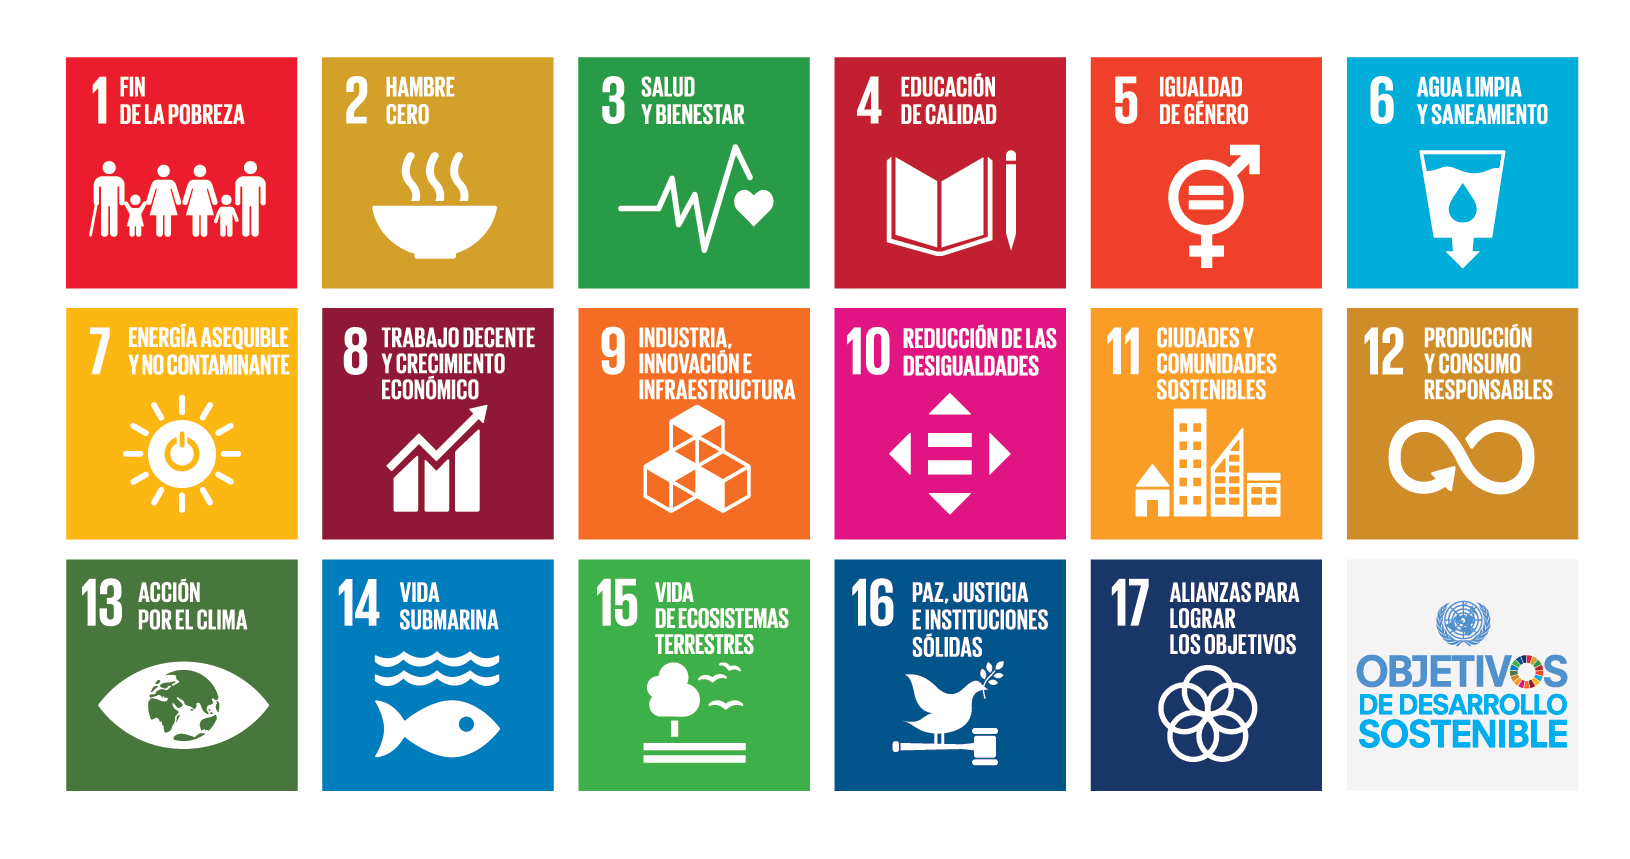 1 FIN
DE LA POBREZA
2 HAMBRE
CERO
3 SALUD
Y BIENESTAR
4 EDUCACIÓN
DE CALIDAD
5 IGUALDAD
DE GÉNERO
6 AGUA LIMPIA
Y SANEAMIENTO
7 ENERGÍA ASEQUIBLE
Y NO CONTAMINANTE
8 TRABAJO DECENTE
Y CRECIMIENTO
ECONÓMICO
9 INDUSTRIA,
INNOVACIÓN E
INFRAESTRUCTURA
10 REDUCCIÓN DE LAS
DESIGUALDADES
11 CIUDADES Y
COMUNIDADES
SOSTENIBLES
12 PRODUCCIÓN
Y CONSUMO
RESPONSABLES
13 ACCIÓN
POR EL CLIMA
14 VIDA
SUBMARINA
15 VIDA
DE ECOSISTEMAS
TERRESTRES
16 PAZ, JUSTICIA
E INSTITUCIONES
SÓLIDAS
17 ALIANZAS PARA
LOGRAR
LOS OBJETIVOS
OBJETIVOS
DE DESARROLLO
SOSTENIBLE